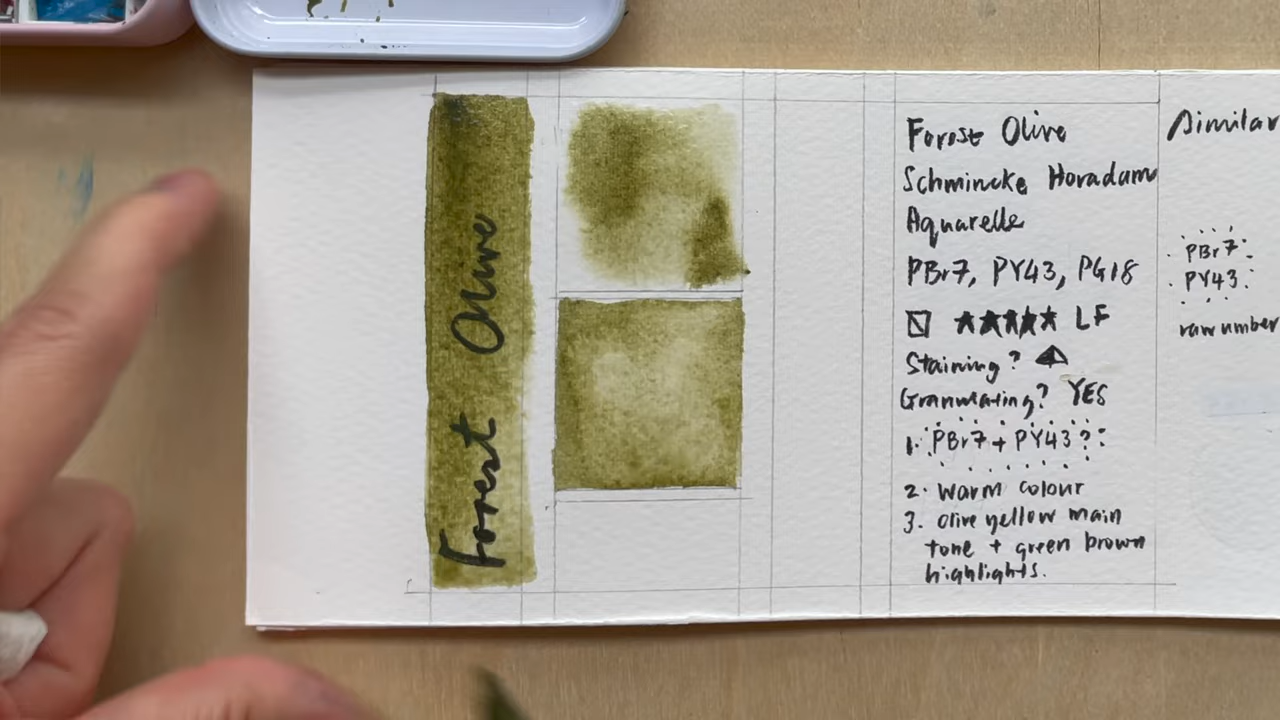 Forest Olive
Forest Olive
Schmincke Horadam
Aquarelle
PBr7, PY43, PG18
★★★★★ LF
Staining?
Granulating? YES
1. PBr7 + PY43?
2. warm colour
3. olive yellow main
tone + green brown
highlights.
Similar
PBr7
PY43
raw umber